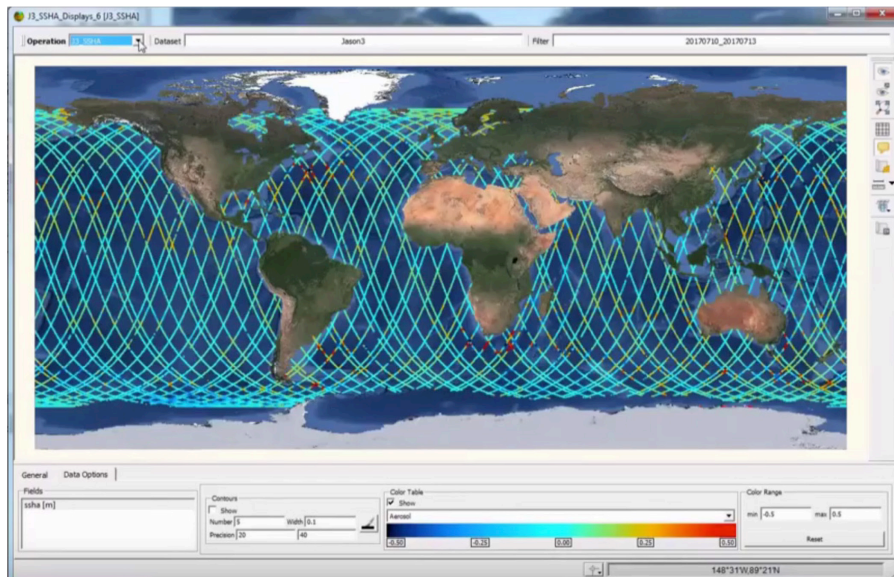 J3_SSHA_Displays_6 [J3_SSHA]
Operation J3_SSHA Dataset Jason3 Filter 20170710_20170713
General Data Options
Fields
ssha [m]
Contours
Show
Number 5 Width 0.1
Precision 20 40
Color Table
Show
Aerosol
-0.50 -0.25 0.00 0.25 0.50
Color Range
min -0.5 max 0.5
Reset
148°31'W,89°21'N